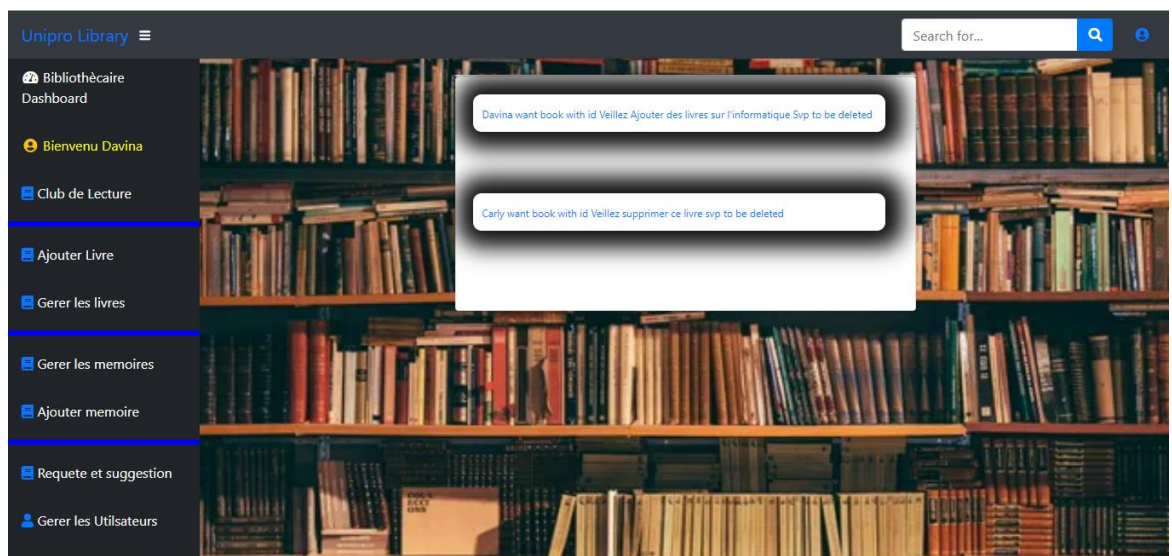 Unipro Library
Search for...
Bibliothècaire
Dashboard
Bienvenu Davina
Club de Lecture
Ajouter Livre
Gerer les livres
Gerer les memoires
Ajouter memoire
Requete et suggestion
Gerer les Utilsateurs
Davina want book with id Veillez Ajouter des livres sur l'informatique Svp to be deleted
Carly want book with id Veillez supprimer ce livre svp to be deleted